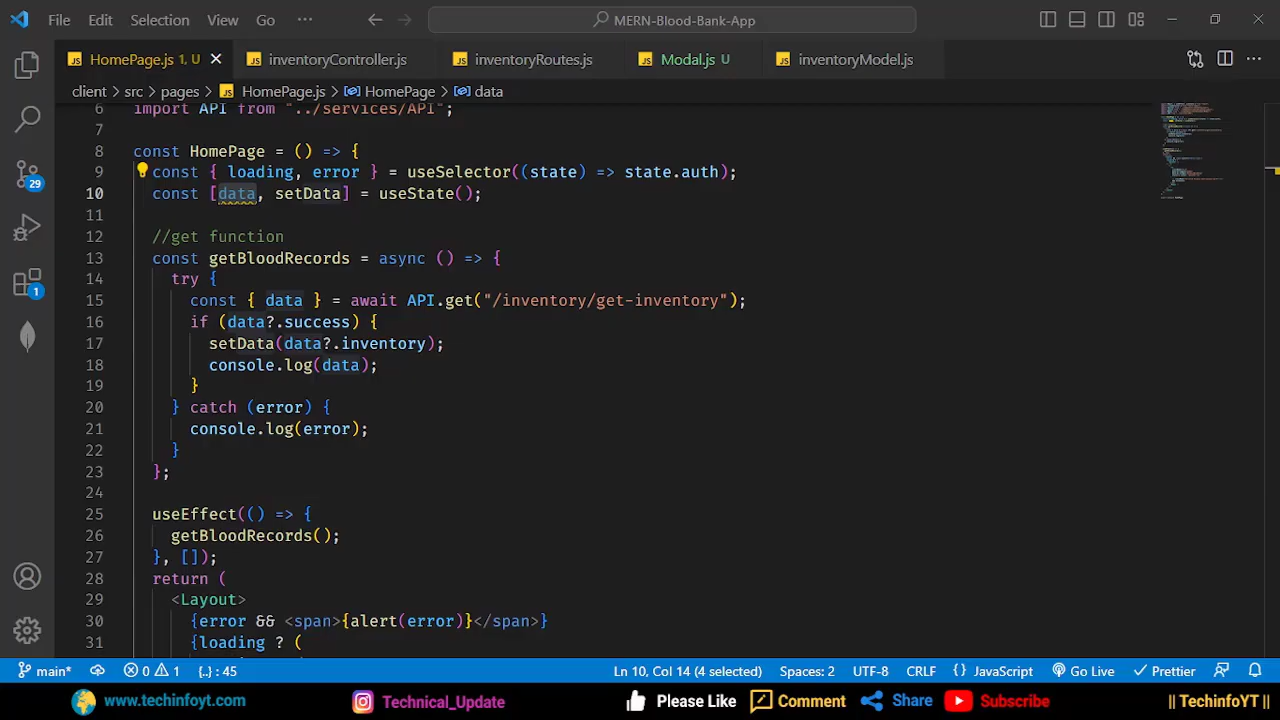 File Edit Selection View Go ··· MERN-Blood-Bank-App
HomePage.js 1, U inventoryController.js inventoryRoutes.js Modal.js U inventoryModel.js
client > src > pages > HomePage.js > HomePage > data
6 import API from "../services/API";
7
8 const HomePage = () => {
9 const { loading, error } = useSelector((state) => state.auth);
10 const [data, setData] = useState();
11
12 //get function
13 const getBloodRecords = async () => {
14 try {
15 const { data } = await API.get("/inventory/get-inventory");
16 if (data?.success) {
17 setData(data?.inventory);
18 console.log(data);
19 }
20 } catch (error) {
21 console.log(error);
22 }
23 };
24
25 useEffect(() => {
26 getBloodRecords();
27 }, []);
28 return (
29 <Layout>
30 {error && <span>{alert(error)}</span>}
31 {loading ? (
29
1
main* 0 1 {..} : 45 Ln 10, Col 14 (4 selected) Spaces: 2 UTF-8 CRLF {} JavaScript Go Live Prettier
www.techinfoyt.com Technical_Update Please Like Comment Share Subscribe || TechinfoYT ||